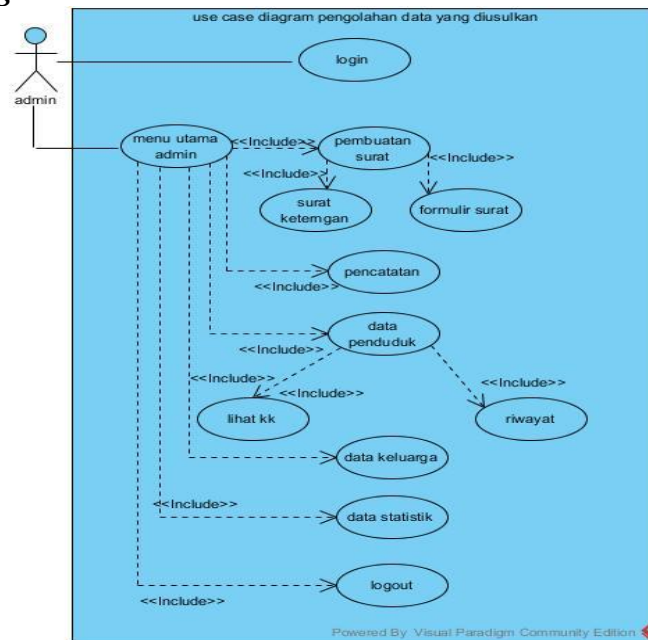 use case diagram pengolahan data yang diusulkan
login
admin
menu utama
admin
<<Include>>
pembuatan
surat
<<Include>>
<<Include>>
surat
keterngan
formulir surat
pencatatan
<<Include>>
data
penduduk
<<Include>>
<<Include>>
<<Include>>
<<Include>>
lihat kk
riwayat
data keluarga
<<Include>>
data statistik
logout
<<Include>>
Powered By Visual Paradigm Community Edition